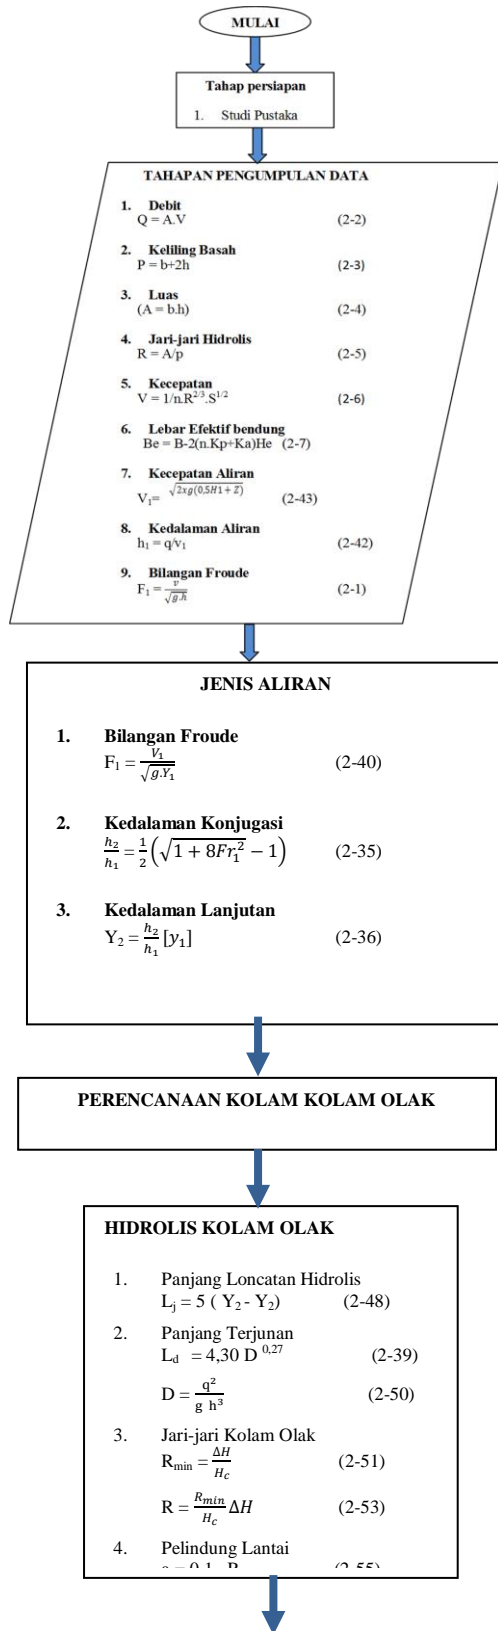 MULAI
Tahap persiapan
1. Studi Pustaka
TAHAPAN PENGUMPULAN DATA
1. Debit
Q = A.V (2-2)
2. Keliling Basah
P = b+2h (2-3)
3. Luas
(A = b.h) (2-4)
4. Jari-jari Hidrolis
R = A/p (2-5)
5. Kecepatan
V = 1/n.R^{2/3}.S^{1/2} (2-6)
6. Lebar Efektif bendung
Be = B-2(n.Kp+Ka)He (2-7)
7. Kecepatan Aliran
V₁= √(2xg(0,5H1 + Z)) (2-43)
8. Kedalaman Aliran
h₁ = q/v₁ (2-42)
9. Bilangan Froude
F₁ = v/√(g.h) (2-1)
JENIS ALIRAN
1. Bilangan Froude
F₁ = V₁/√(g.Y₁) (2-40)
2. Kedalaman Konjugasi
h₂/h₁ = 1/2 (√(1 + 8Fr₁²) − 1) (2-35)
3. Kedalaman Lanjutan
Y₂ = h₂/h₁ [y₁] (2-36)
PERENCANAAN KOLAM KOLAM OLAK
HIDROLIS KOLAM OLAK
1. Panjang Loncatan Hidrolis
L_j = 5 ( Y₂ - Y₂) (2-48)
2. Panjang Terjunan
L_d = 4,30 D ^{0,27} (2-39)
D = q²/g h³ (2-50)
3. Jari-jari Kolam Olak
R_min = ΔH/H_c (2-51)
R = R_min/H_c ΔH (2-53)
4. Pelindung Lantai